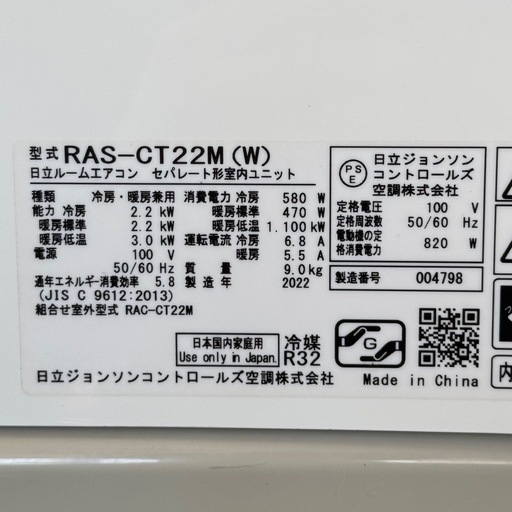 型式 RAS-CT22M (W)
日立ルームエアコン セパレート形室内ユニット
種類 冷房・暖房兼用
能力 冷房 2.2 kW
暖房標準 2.2 kW
暖房低温 3.0 kW
電源 100 V
50/60 Hz
通年エネルギー消費効率 5.8
(JIS C 9612:2013)
組合せ室外型式 RAC-CT22M
消費電力 冷房 580 W
暖房標準 470 W
暖房低温 1.100 kW
運転電流 冷房 6.8 A
暖房 5.5 A
質量 9.0 kg
製造年 2022
PSE
日立ジョンソン
コントロールズ
空調株式会社
定格電圧 100 V
定格周波数 50/60 Hz
電動機の定
格消費電力 820 W
製造番号 004798
日本国内家庭用
Use only in Japan.
冷媒
R32
G
日立ジョンソンコントロールズ空調株式会社
Made in China
内